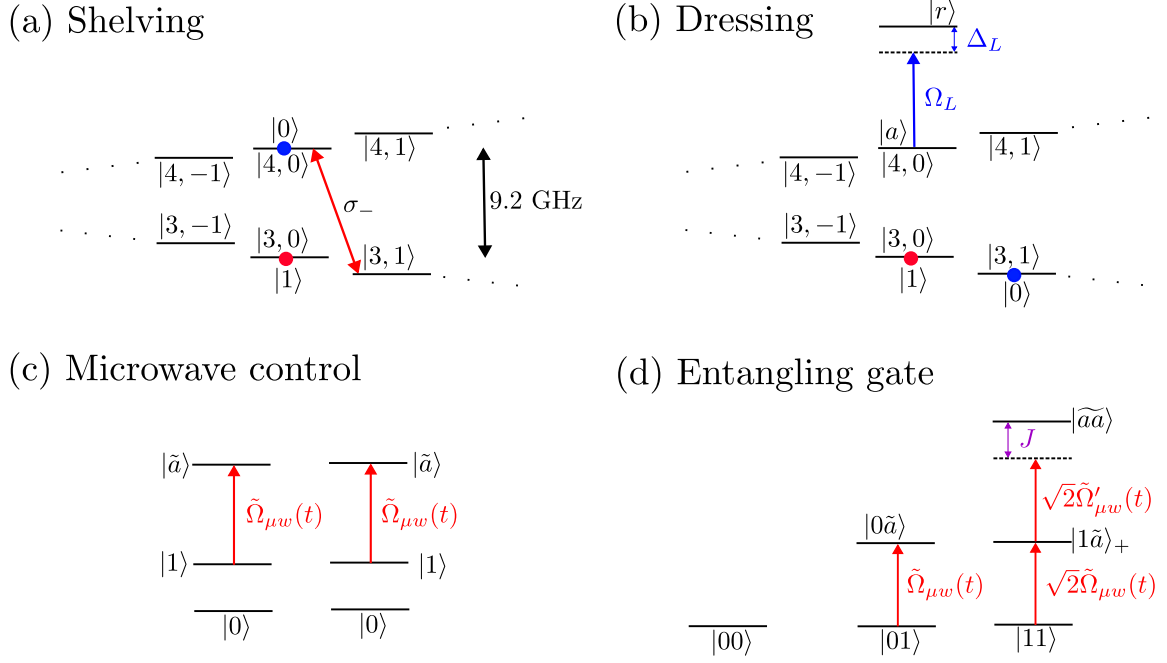 (a) Shelving
|0⟩
|4,−1⟩
|4,0⟩
|4,1⟩
σ₋
9.2 GHz
|3,−1⟩
|3,0⟩
|3,1⟩
|1⟩
(b) Dressing
|r⟩
Δ_L
Ω_L
|a⟩
|4,−1⟩
|4,0⟩
|4,1⟩
|3,−1⟩
|3,0⟩
|3,1⟩
|1⟩
|0⟩
(c) Microwave control
|ã⟩
|ã⟩
Ω̃_μw(t)
Ω̃_μw(t)
|1⟩
|1⟩
|0⟩
|0⟩
(d) Entangling gate
|ãa⟩
J
√2Ω̃′_μw(t)
|0ã⟩
|1ã⟩₊
Ω̃_μw(t)
√2Ω̃_μw(t)
|00⟩
|01⟩
|11⟩